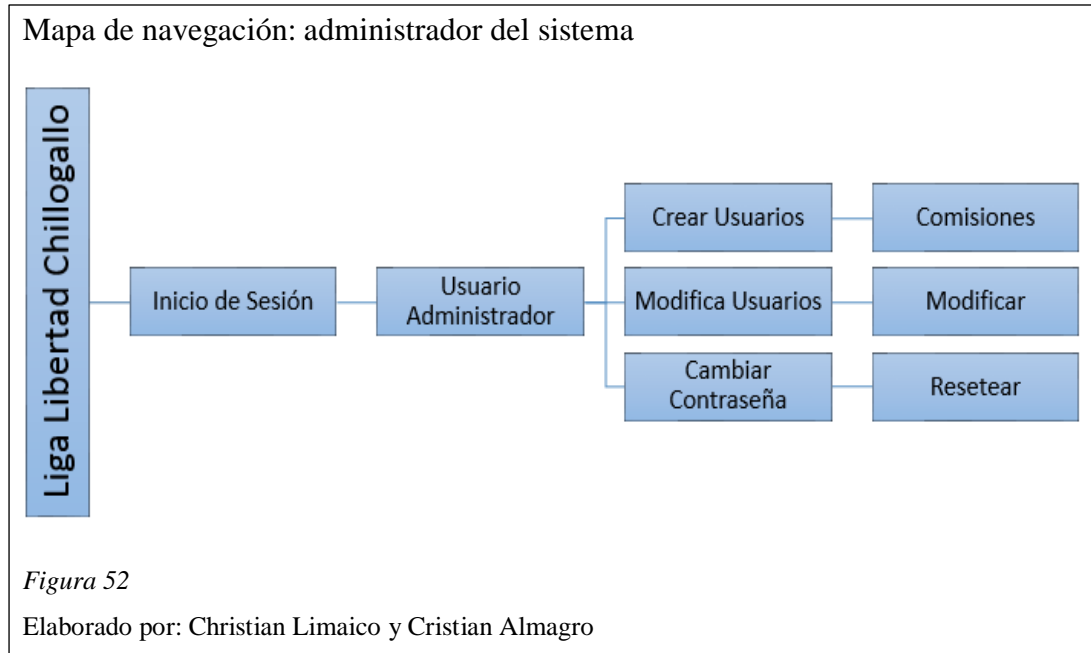 Mapa de navegación: administrador del sistema
Liga Libertad Chillogallo
Inicio de Sesión
Usuario
Administrador
Crear Usuarios
Comisiones
Modifica Usuarios
Modificar
Cambiar
Contraseña
Resetear
Figura 52
Elaborado por: Christian Limaico y Cristian Almagro